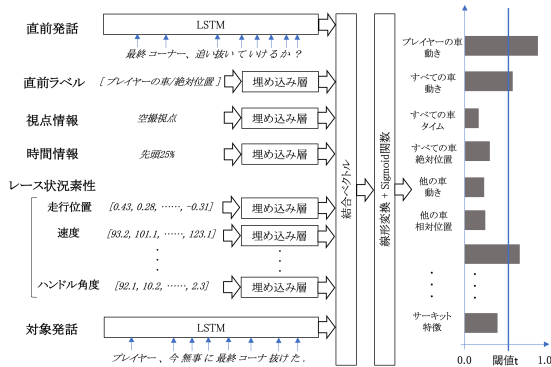 直前発話
LSTM
最終 コーナー 、追い 抜い て いける か ?
直前ラベル
[ プレイヤーの車/絶対位置 ]
埋め込み層
視点情報
空撮視点
埋め込み層
時間情報
先頭25%
埋め込み層
レース状況素性
走行位置
[0.43, 0.28, ……, -0.31]
埋め込み層
速度
[93.2, 101.1, ……, 123.1]
埋め込み層
ハンドル角度
[92.1, 10.2, ……, 2.3]
埋め込み層
対象発話
LSTM
プレイヤー 、今 無事 に 最終 コーナ 抜け た .
結合ベクトル
線形変換 + Sigmoid関数
プレイヤーの車
動き
すべての車
動き
すべての車
タイム
すべての車
絶対位置
他の車
動き
他の車
相対位置
サーキット
特徴
0.0
閾値t
1.0